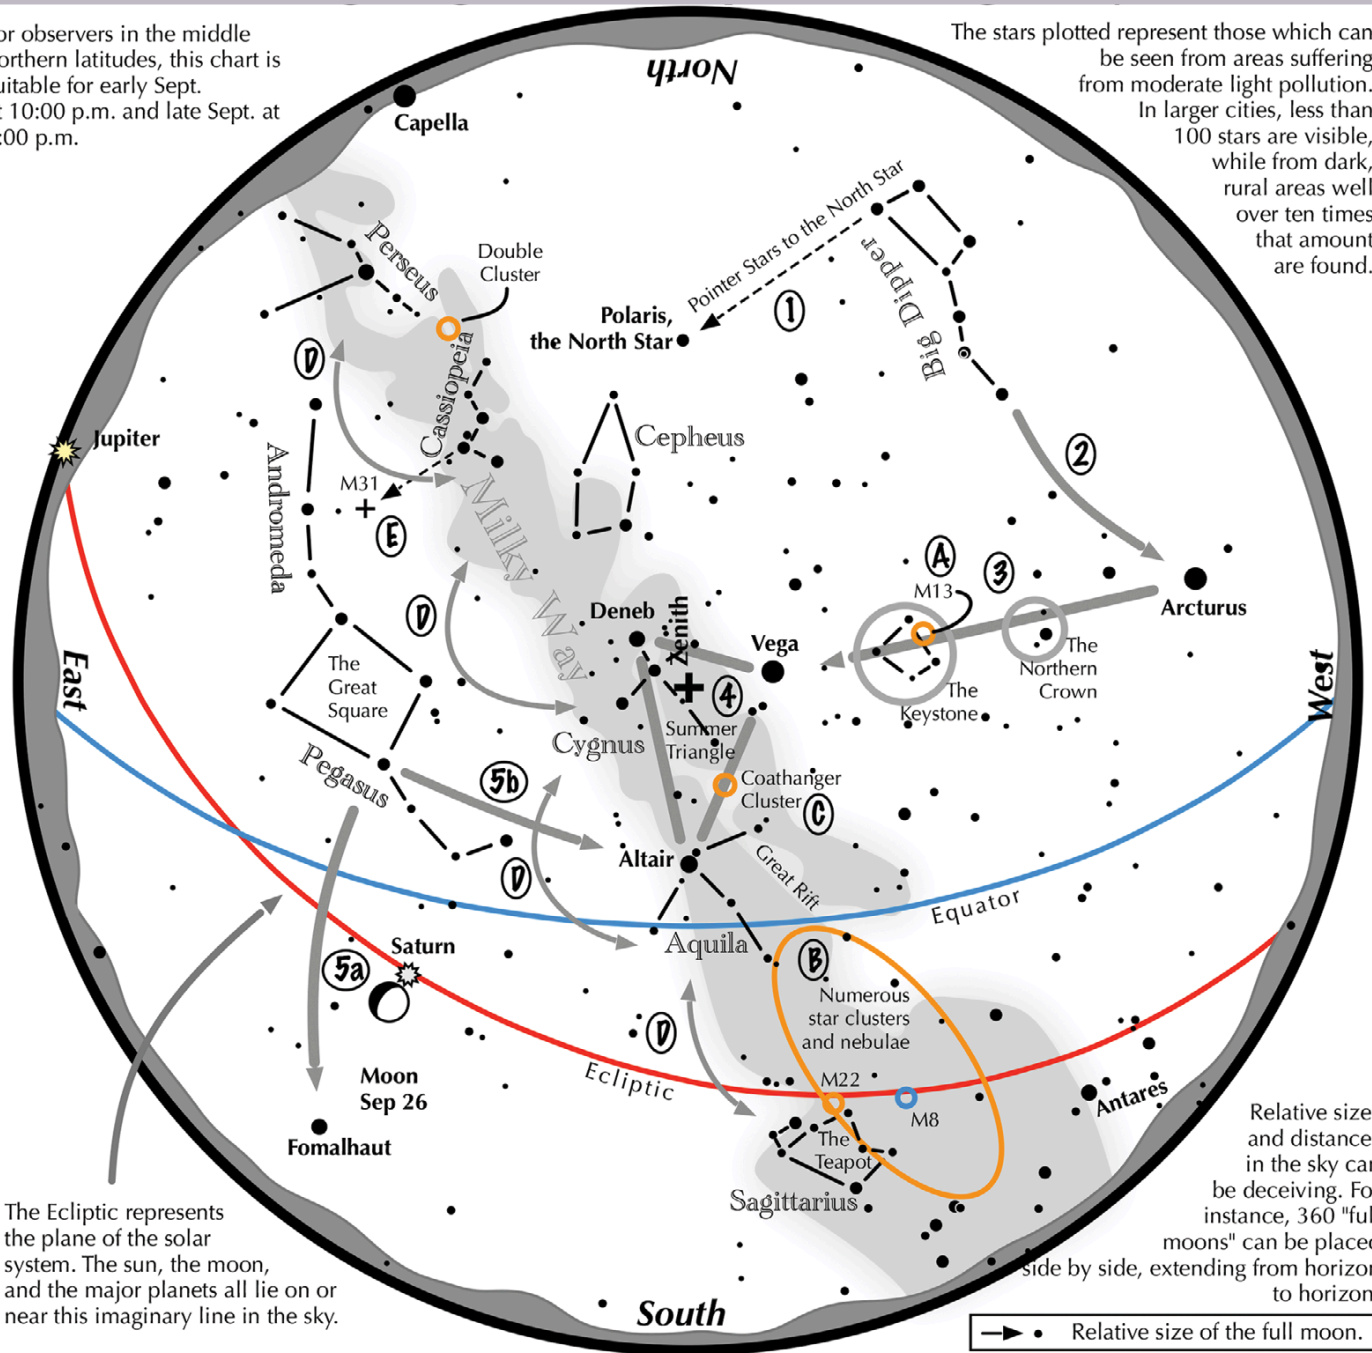 or observers in the middle
orthern latitudes, this chart is
uitable for early Sept.
t 10:00 p.m. and late Sept. at
:00 p.m.
The stars plotted represent those which can
be seen from areas suffering
from moderate light pollution.
In larger cities, less than
100 stars are visible,
while from dark,
rural areas well
over ten times
that amount
are found.
North
Capella
Perseus
Double
Cluster
Pointer Stars to the North Star
1
Polaris,
the North Star
Big Dipper
D
Cassiopeia
Cepheus
2
Jupiter
Andromeda
M31
E
Milky Way
A
3
M13
Arcturus
D
Deneb
Zenith
Vega
The
Northern
Crown
The
Keystone
4
Summer
Triangle
East
West
The
Great
Square
Cygnus
Pegasus
5b
Coathanger
Cluster
C
D
Altair
Great Rift
Equator
Aquila
Saturn
5a
B
Numerous
star clusters
and nebulae
D
Ecliptic
M22
M8
Antares
Moon
Sep 26
Fomalhaut
The
Teapot
Sagittarius
The Ecliptic represents
the plane of the solar
system. The sun, the moon,
and the major planets all lie on or
near this imaginary line in the sky.
Relative size
and distance
in the sky can
be deceiving. Fo
instance, 360 "ful
moons" can be placed
side by side, extending from horizon
to horizon
South
Relative size of the full moon.